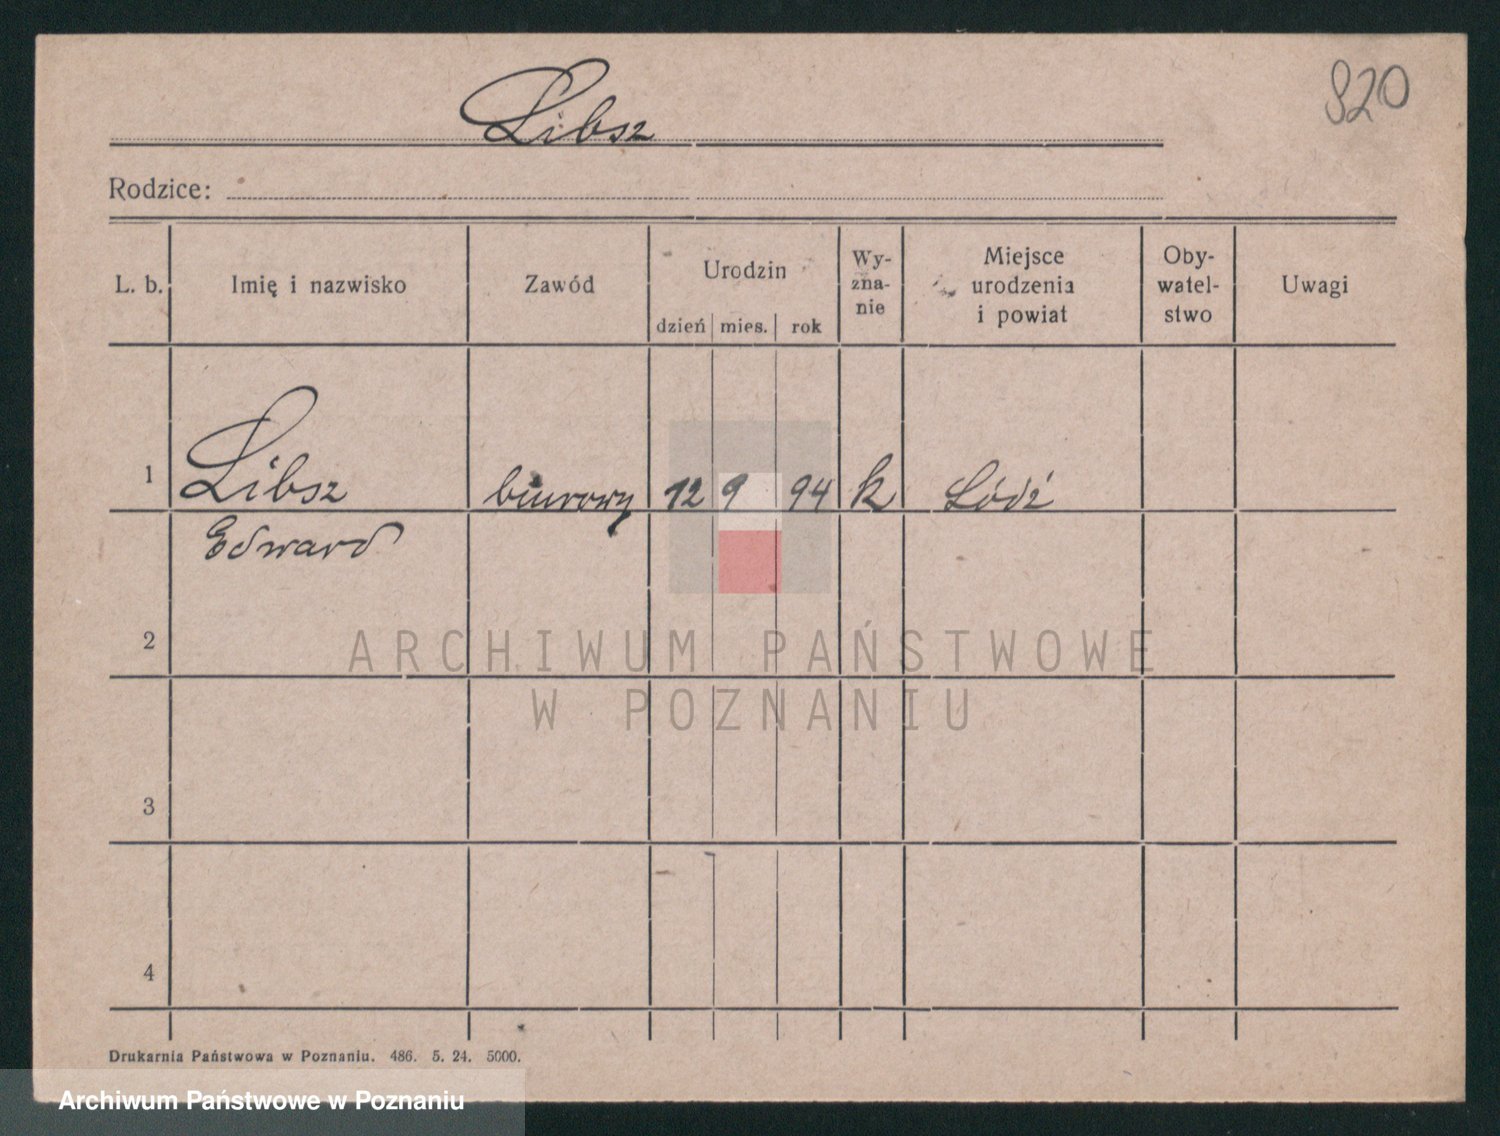 820
Libsz
Rodzice:
L. b. Imię i nazwisko Zawód Urodzin dzień mies. rok Wy-zna-nie Miejsce urodzenia i powiat Oby-watel-stwo Uwagi
1 Libsz biurowy 12 9 94 k Łódź
Edward
2
ARCHIWUM PAŃSTWOWE
W POZNANIU
3
4
Drukarnia Państwowa w Poznaniu. 486. 5. 24. 5000.
Archiwum Państwowe w Poznaniu